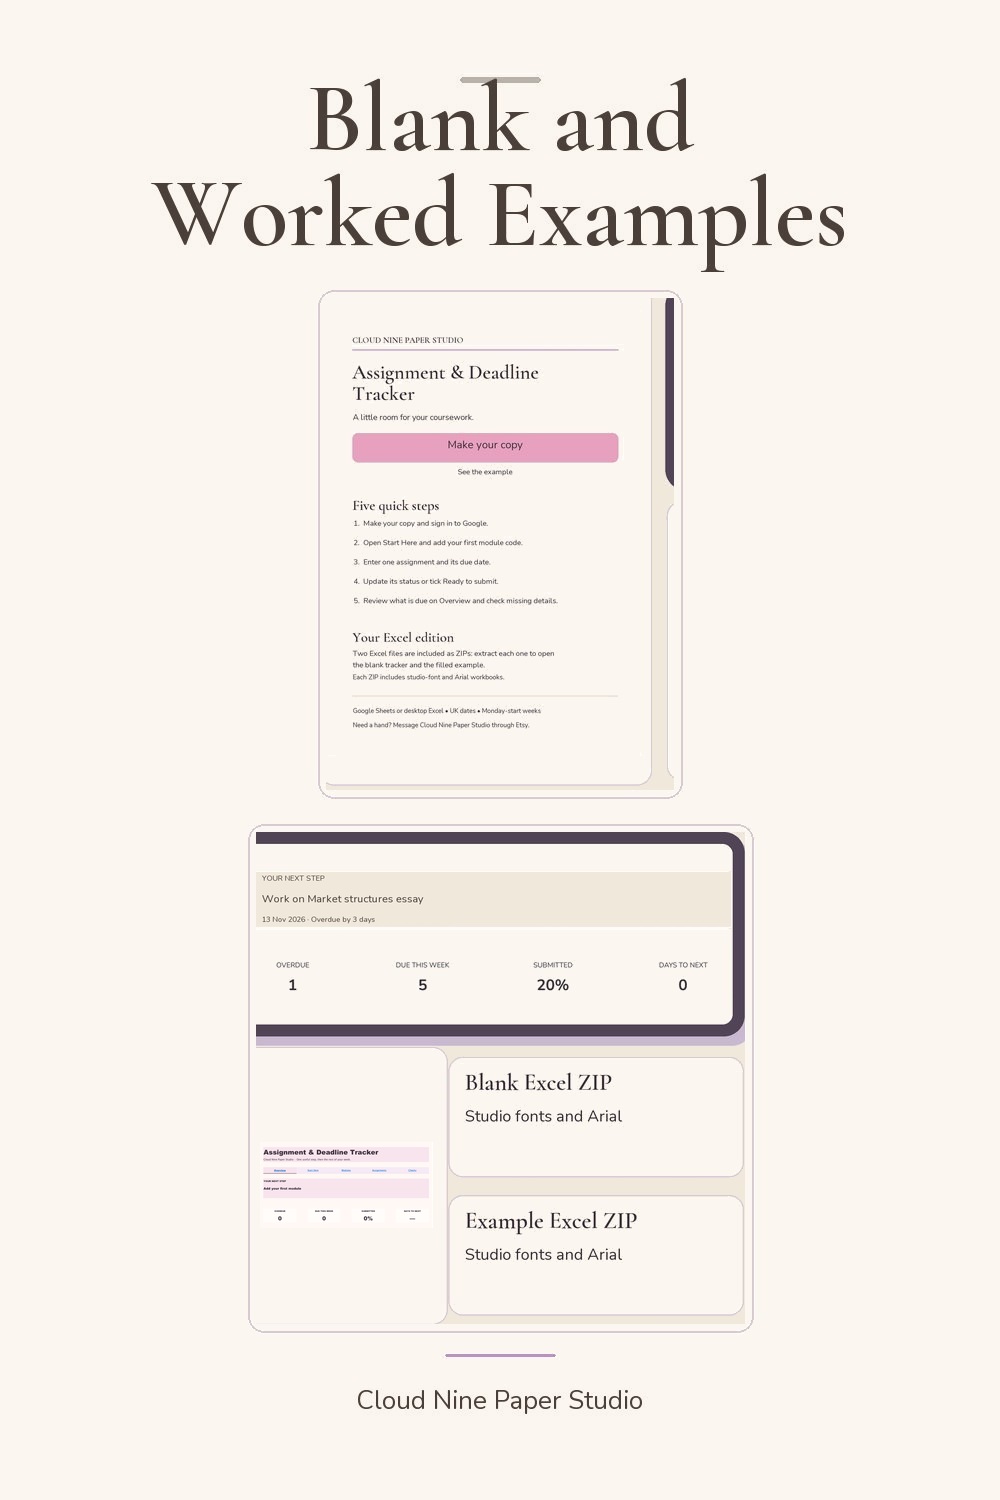 Blank and
Worked Examples
CLOUD NINE PAPER STUDIO
Assignment & Deadline
Tracker
A little room for your coursework.
Make your copy
See the example
Five quick steps
1. Make your copy and sign in to Google.
2. Open Start Here and add your first module code.
3. Enter one assignment and its due date.
4. Update its status or tick Ready to submit.
5. Review what is due on Overview and check missing details.
Your Excel edition
Two Excel files are included as ZIPs: extract each one to open
the blank tracker and the filled example.
Each ZIP includes studio-font and Arial workbooks.
Google Sheets or desktop Excel • UK dates • Monday-start weeks
Need a hand? Message Cloud Nine Paper Studio through Etsy.
YOUR NEXT STEP
Work on Market structures essay
13 Nov 2026 · Overdue by 3 days
OVERDUE DUE THIS WEEK SUBMITTED DAYS TO NEXT
1 5 20% 0
Blank Excel ZIP
Studio fonts and Arial
Assignment & Deadline Tracker
YOUR NEXT STEP
Add your first module
0 0 0% —
Example Excel ZIP
Studio fonts and Arial
Cloud Nine Paper Studio